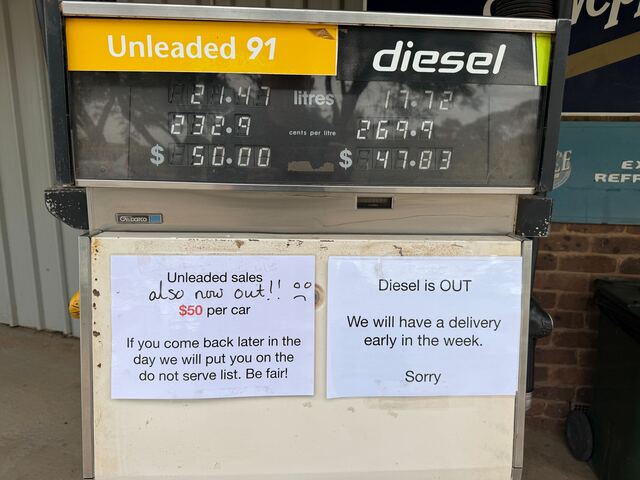 Unleaded 91
diesel
21.47 litres 17.72
232.9 cents per litre 269.9
$ 50.00 $ 47.83
Gilbarco
Unleaded sales
also now out!! :(
$50 per car
If you come back later in the
day we will put you on the
do not serve list. Be fair!
Diesel is OUT
We will have a delivery
early in the week.
Sorry